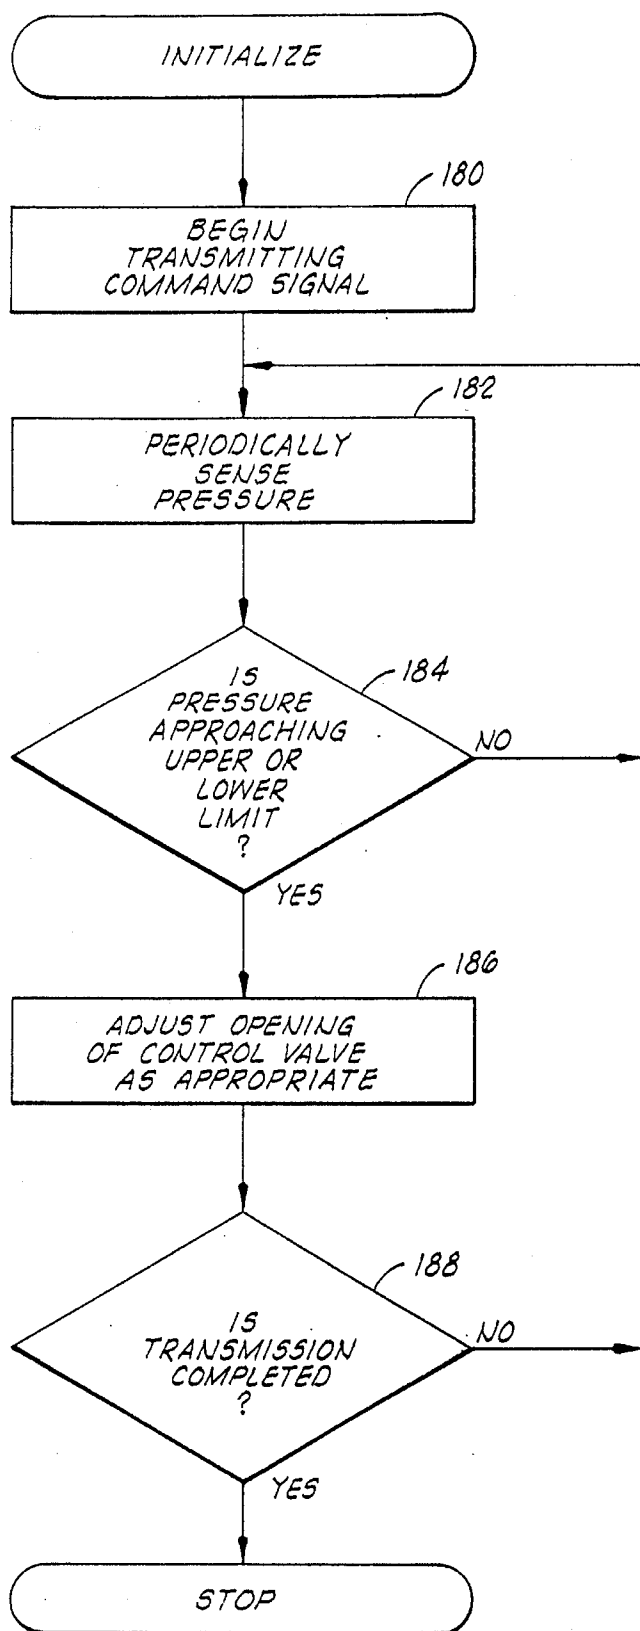 INITIALIZE
180
BEGIN
TRANSMITTING
COMMAND SIGNAL
182
PERIODICALLY
SENSE
PRESSURE
184
IS
PRESSURE
APPROACHING
UPPER OR
LOWER
LIMIT
?
NO
YES
186
ADJUST OPENING
OF CONTROL VALVE
AS APPROPRIATE
188
IS
TRANSMISSION
COMPLETED
?
NO
YES
STOP